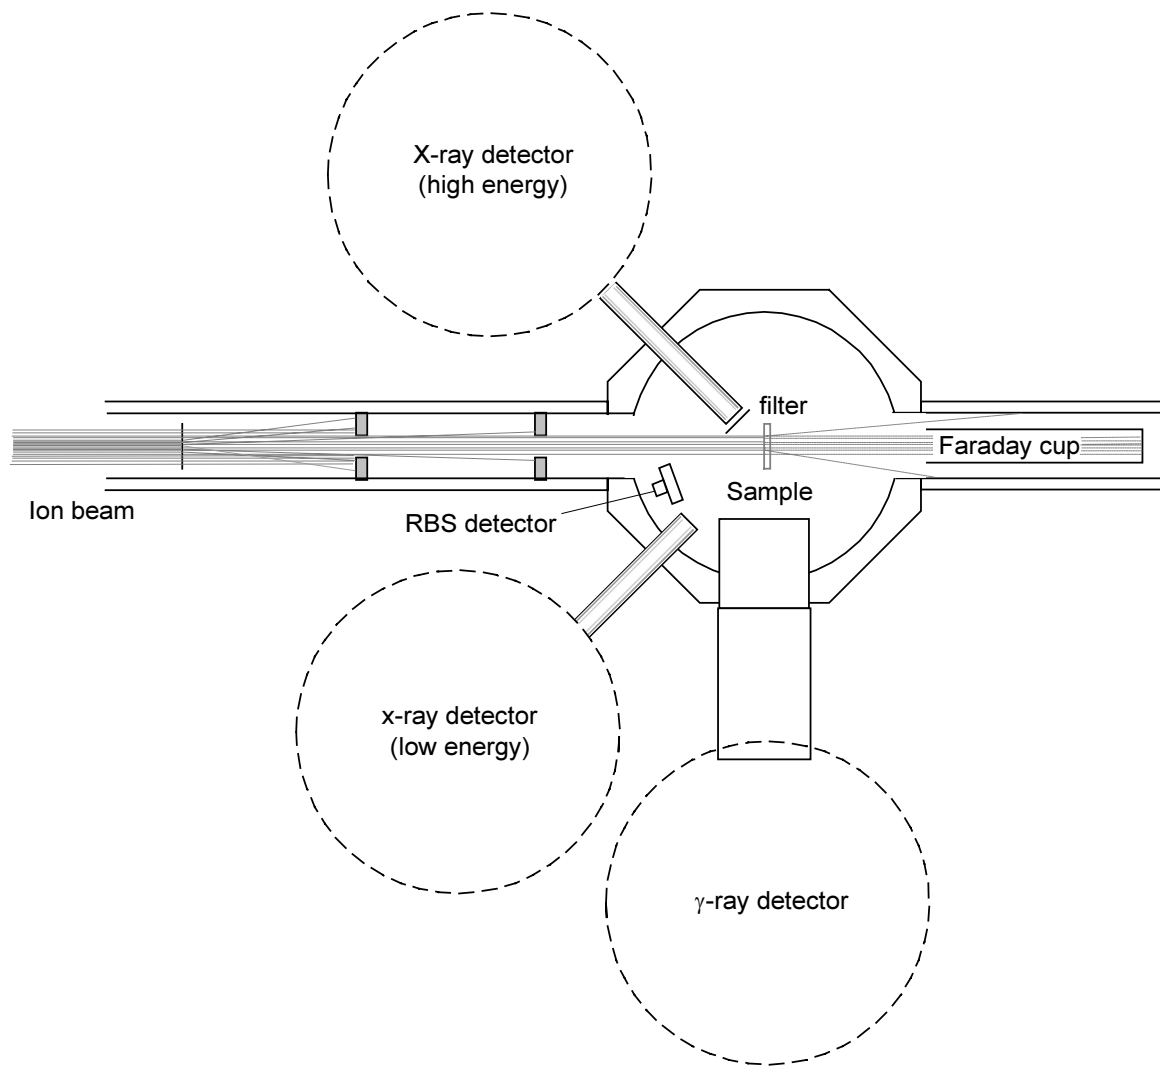 X-ray detector
(high energy)
filter
Faraday cup
Ion beam
Sample
RBS detector
x-ray detector
(low energy)
γ-ray detector